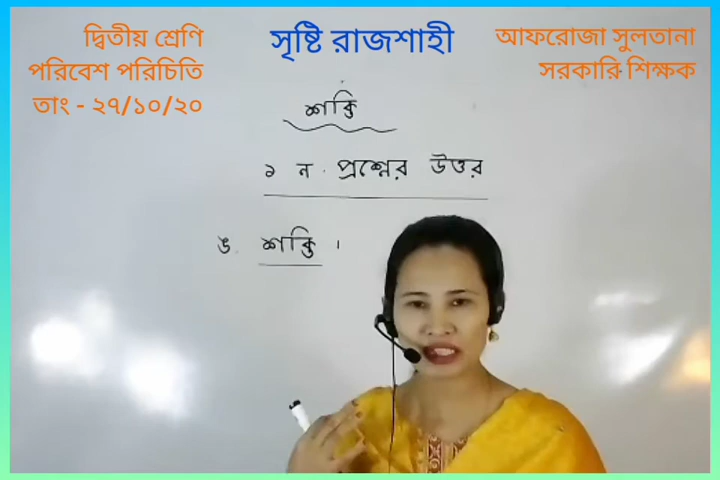 দ্বিতীয় শ্রেণি
পরিবেশ পরিচিতি
তাং - ২৭/১০/২০
সৃষ্টি রাজশাহী
আফরোজা সুলতানা
সরকারি শিক্ষক
শক্তি
১ ন. প্রশ্নের উত্তর
ঙ. শক্তি ।